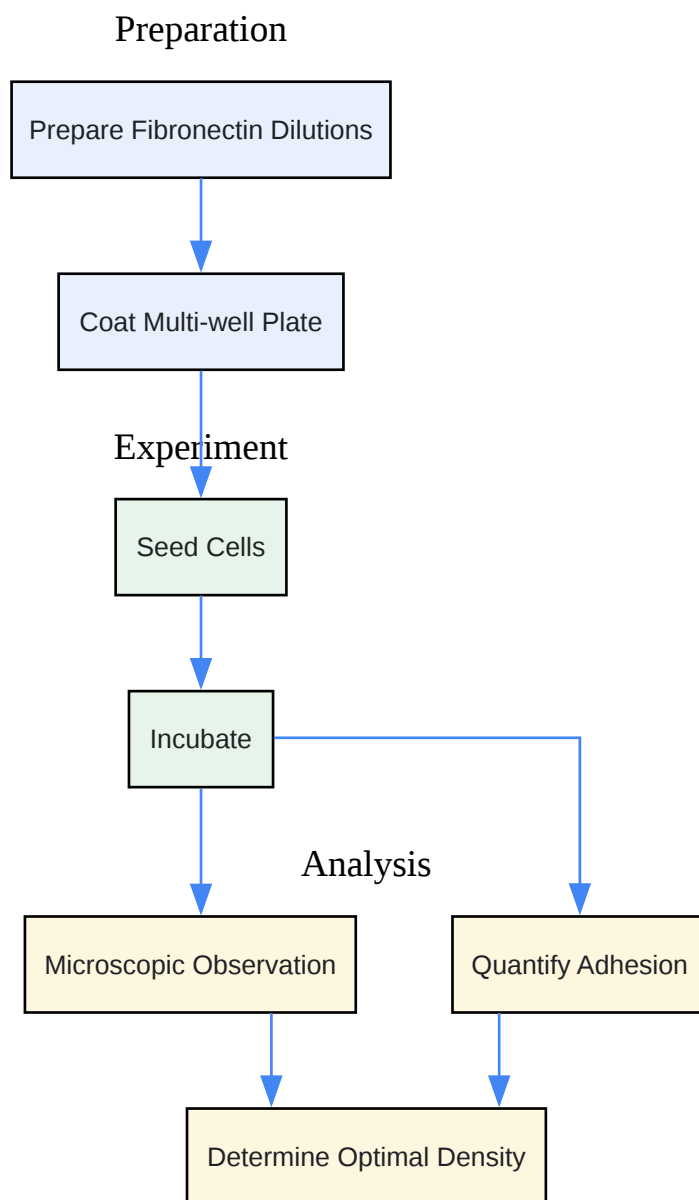 Preparation
Prepare Fibronectin Dilutions
Coat Multi-well Plate
Experiment
Seed Cells
Incubate
Analysis
Microscopic Observation
Quantify Adhesion
Determine Optimal Density